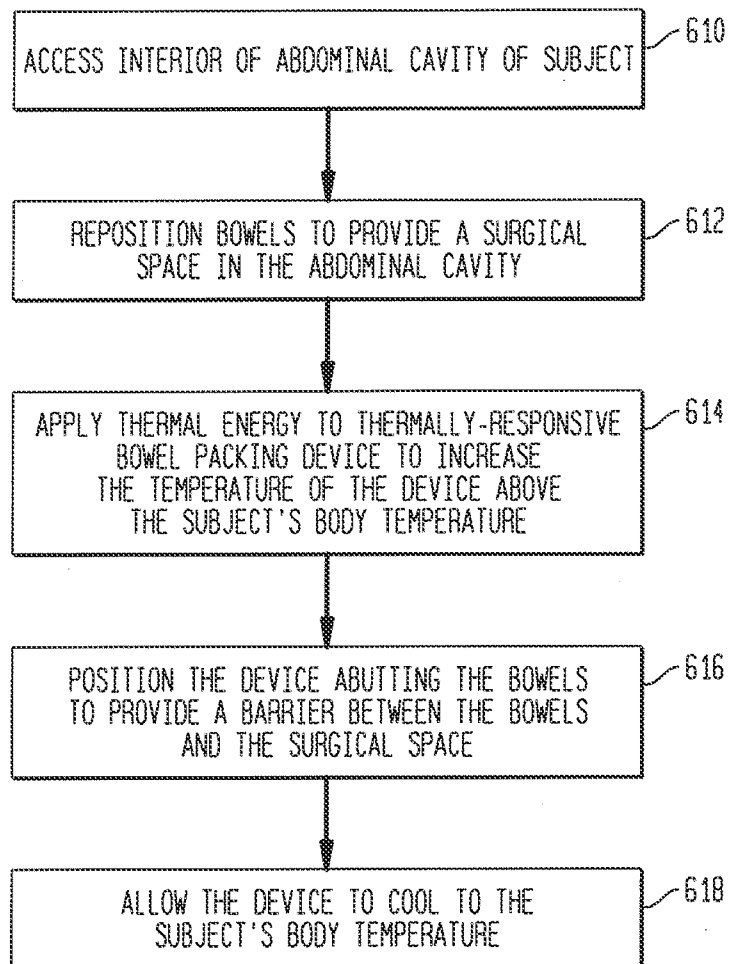 610
ACCESS INTERIOR OF ABDOMINAL CAVITY OF SUBJECT
612
REPOSITION BOWELS TO PROVIDE A SURGICAL
SPACE IN THE ABDOMINAL CAVITY
614
APPLY THERMAL ENERGY TO THERMALLY-RESPONSIVE
BOWEL PACKING DEVICE TO INCREASE
THE TEMPERATURE OF THE DEVICE ABOVE
THE SUBJECT'S BODY TEMPERATURE
616
POSITION THE DEVICE ABUTTING THE BOWELS
TO PROVIDE A BARRIER BETWEEN THE BOWELS
AND THE SURGICAL SPACE
618
ALLOW THE DEVICE TO COOL TO THE
SUBJECT'S BODY TEMPERATURE